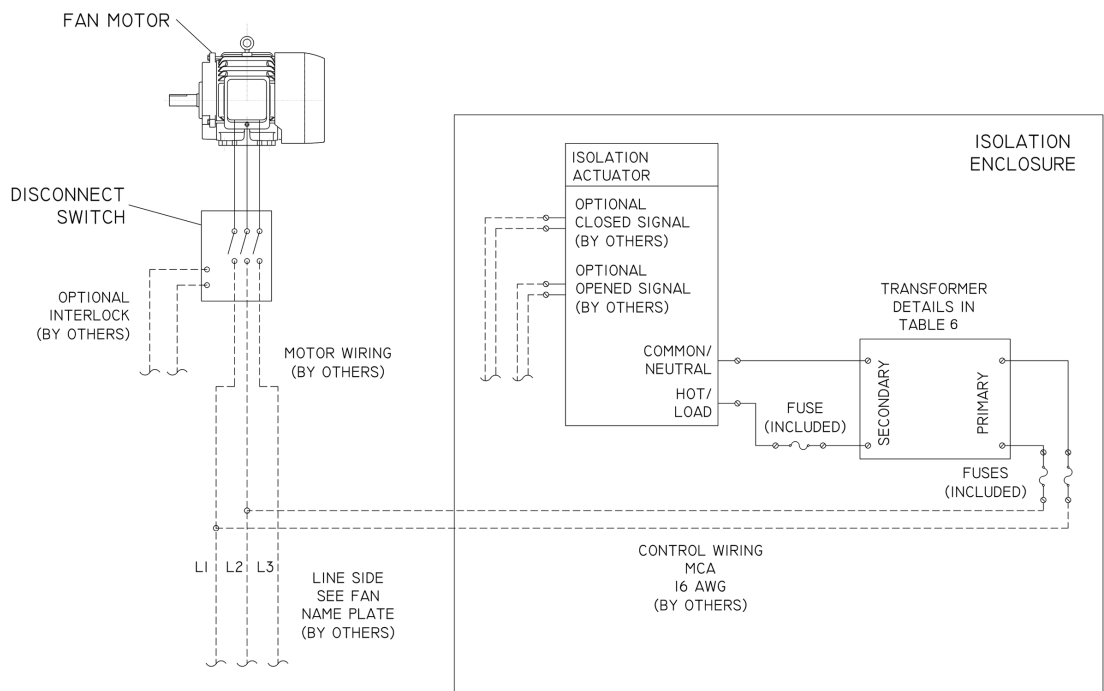 FAN MOTOR
DISCONNECT
SWITCH
OPTIONAL
INTERLOCK
(BY OTHERS)
MOTOR WIRING
(BY OTHERS)
L1
L2
L3
LINE SIDE
SEE FAN
NAME PLATE
(BY OTHERS)
ISOLATION
ENCLOSURE
ISOLATION
ACTUATOR
OPTIONAL
CLOSED SIGNAL
(BY OTHERS)
OPTIONAL
OPENED SIGNAL
(BY OTHERS)
COMMON/
NEUTRAL
HOT/
LOAD
FUSE
(INCLUDED)
TRANSFORMER
DETAILS IN
TABLE 6
SECONDARY
PRIMARY
FUSES
(INCLUDED)
CONTROL WIRING
MCA
16 AWG
(BY OTHERS)